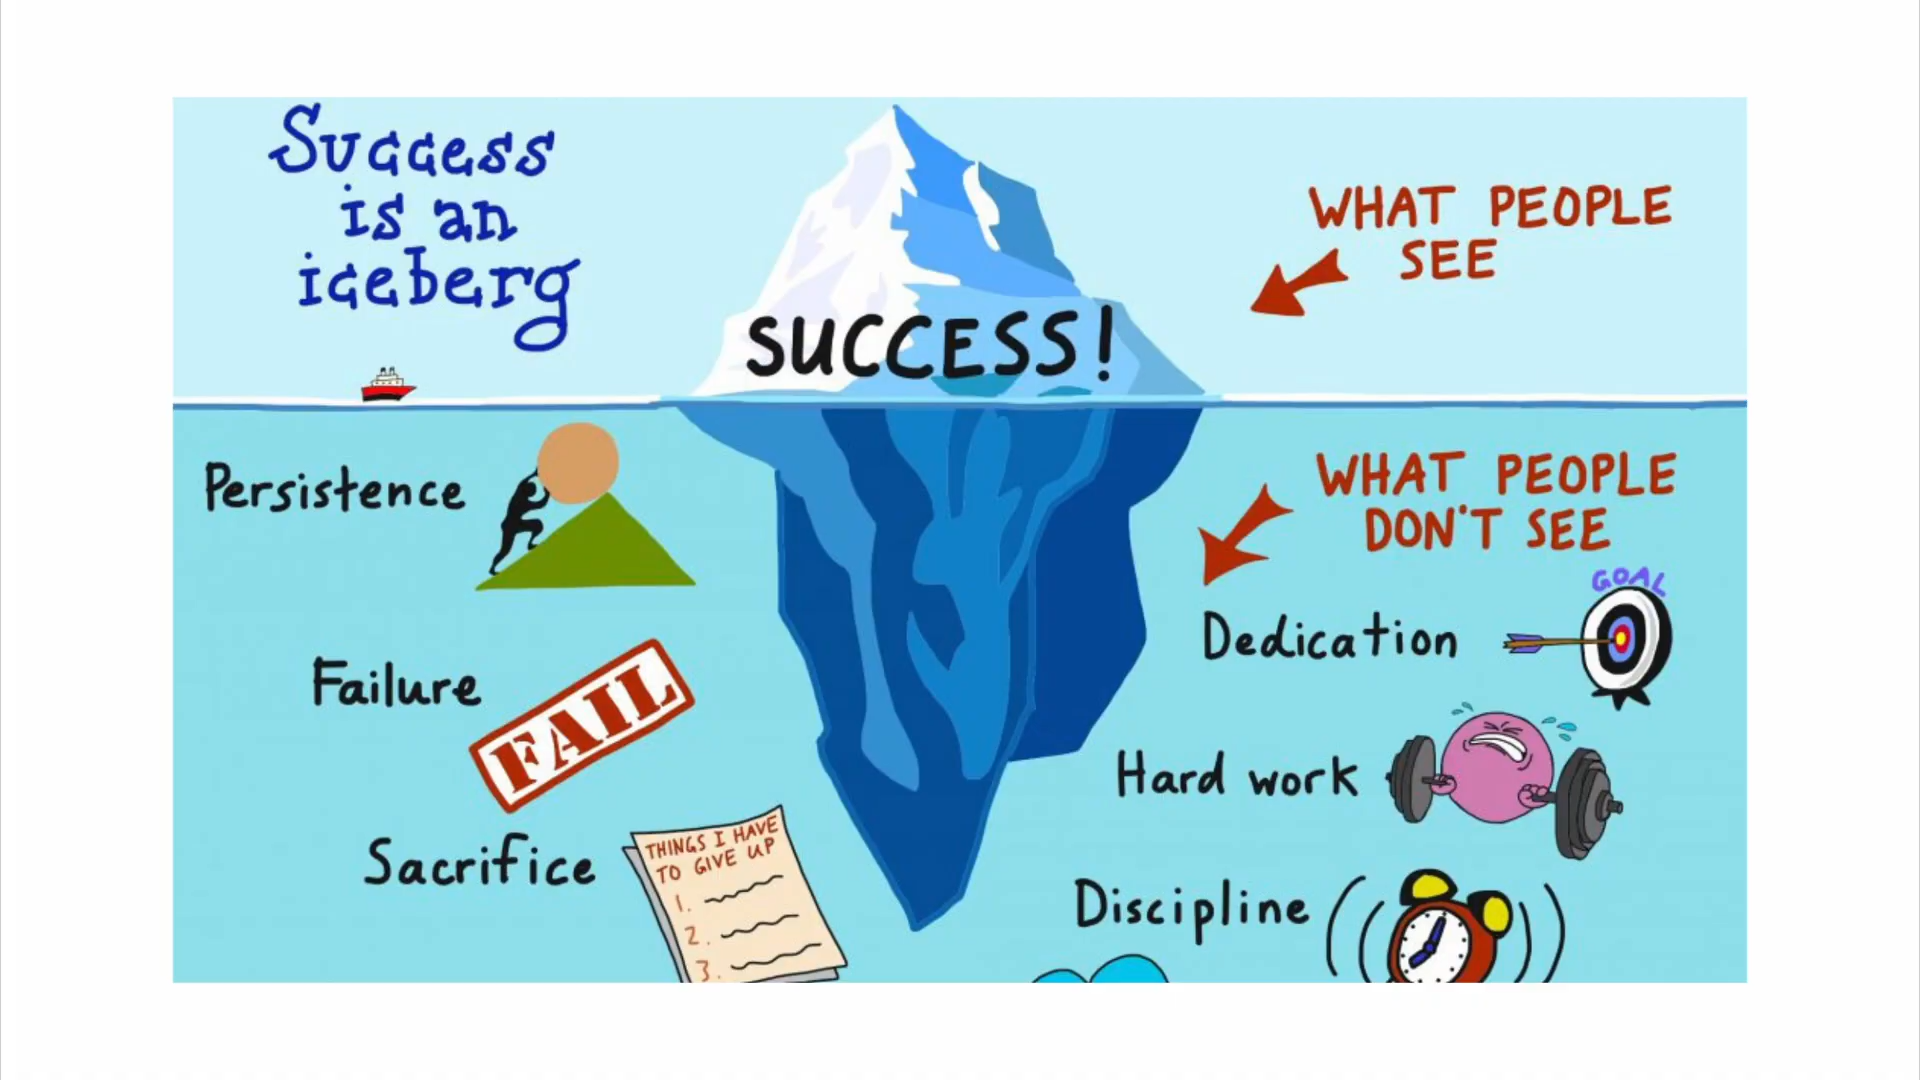 Success
is an
iceberg
WHAT PEOPLE
SEE
SUCCESS!
Persistence
WHAT PEOPLE
DON'T SEE
GOAL
Dedication
Failure
FAIL
Hard work
Sacrifice
THINGS I HAVE
TO GIVE UP
1.
2.
3.
Discipline